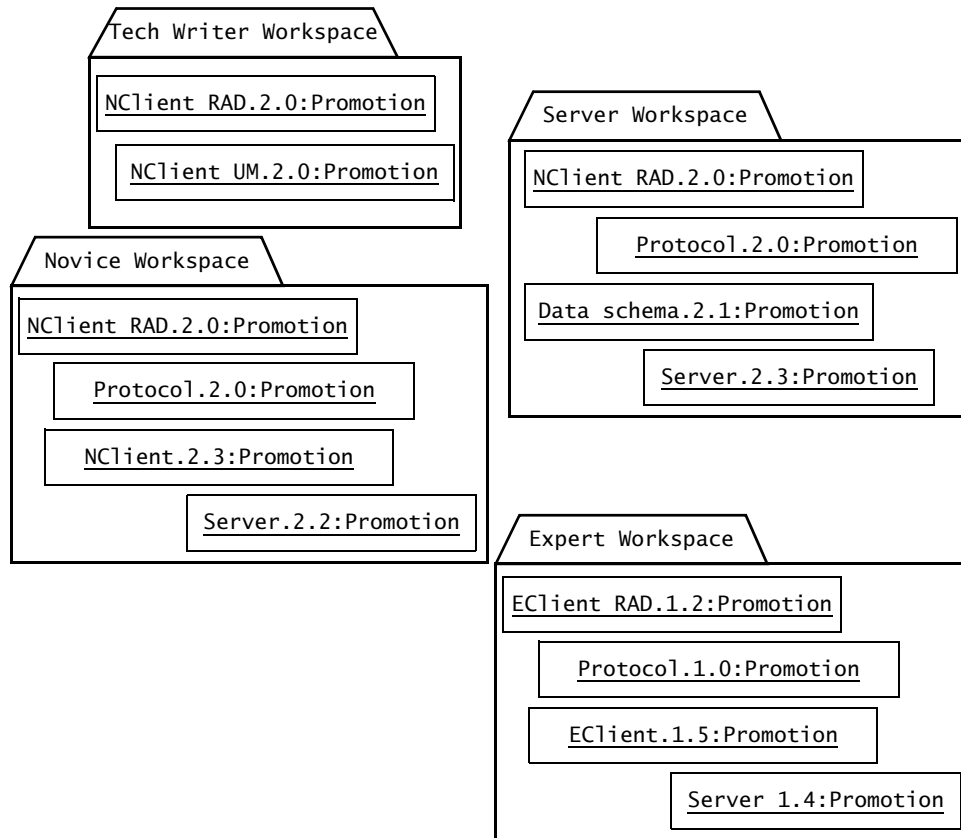 Tech Writer Workspace
NClient RAD.2.0:Promotion
NClient UM.2.0:Promotion
Server Workspace
NClient RAD.2.0:Promotion
Protocol.2.0:Promotion
Data schema.2.1:Promotion
Server.2.3:Promotion
Novice Workspace
NClient RAD.2.0:Promotion
Protocol.2.0:Promotion
NClient.2.3:Promotion
Server.2.2:Promotion
Expert Workspace
EClient RAD.1.2:Promotion
Protocol.1.0:Promotion
EClient.1.5:Promotion
Server 1.4:Promotion